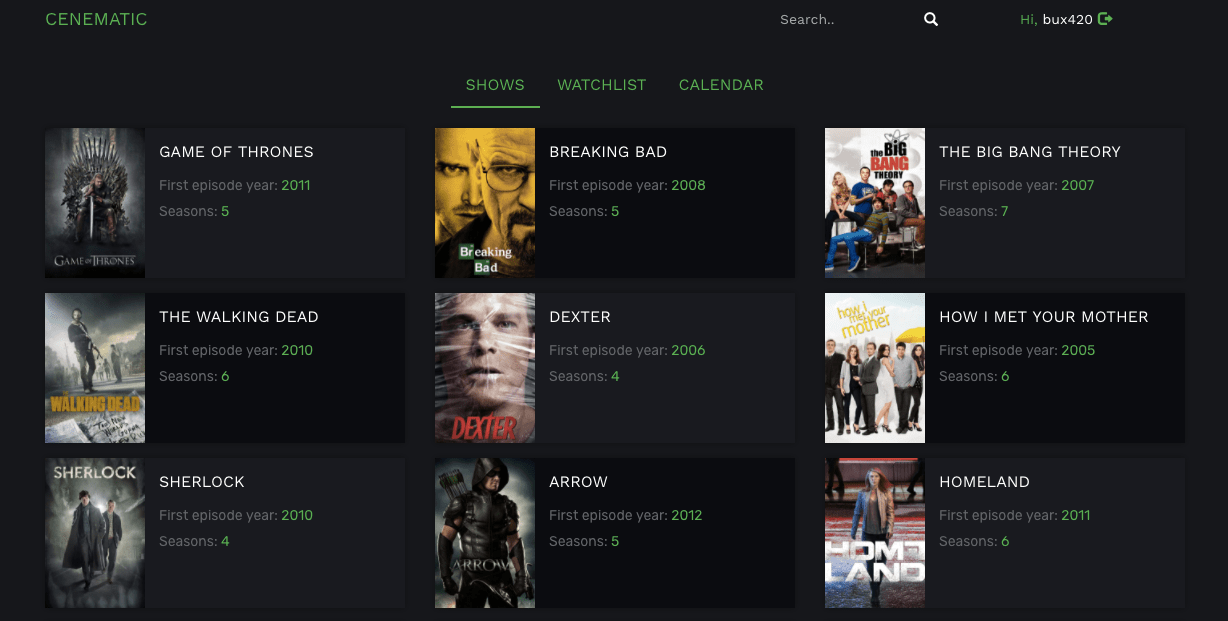 CENEMATIC
Search..
Hi, bux420
SHOWS
WATCHLIST
CALENDAR
GAME OF THRONES
GAME OF THRONES
First episode year: 2011
Seasons: 5
Breaking
Bad
BREAKING BAD
First episode year: 2008
Seasons: 5
the BIG
BANG
THEORY
THE BIG BANG THEORY
First episode year: 2007
Seasons: 7
WALKING DEAD
THE WALKING DEAD
First episode year: 2010
Seasons: 6
DEXTER
DEXTER
First episode year: 2006
Seasons: 4
how i
met your
mother
HOW I MET YOUR MOTHER
First episode year: 2005
Seasons: 6
SHERLOCK
SHERLOCK
First episode year: 2010
Seasons: 4
ARROW
ARROW
First episode year: 2012
Seasons: 5
HOME
LAND
HOMELAND
First episode year: 2011
Seasons: 6